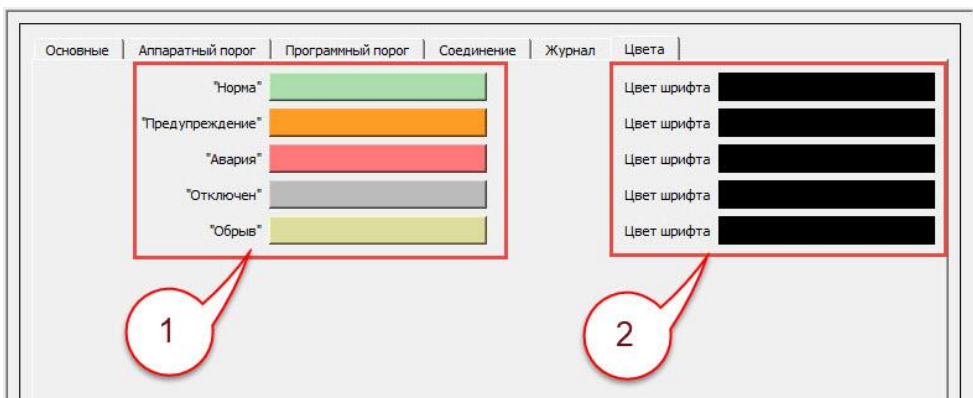 Основные Аппаратный порог Программный порог Соединение Журнал Цвета
"Норма" Цвет шрифта
"Предупреждение" Цвет шрифта
"Авария" Цвет шрифта
"Отключен" Цвет шрифта
"Обрыв" Цвет шрифта
1 2